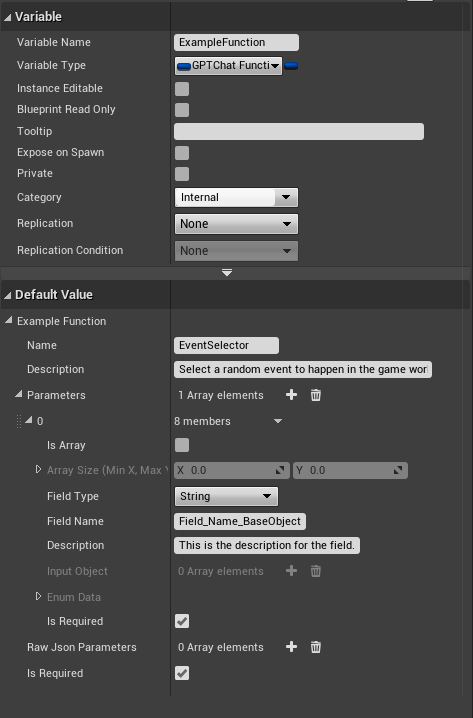 Variable
Variable Name ExampleFunction
Variable Type GPTChat Functi
Instance Editable
Blueprint Read Only
Tooltip
Expose on Spawn
Private
Category Internal
Replication None
Replication Condition None
Default Value
Example Function
Name EventSelector
Description Select a random event to happen in the game wor
Parameters 1 Array elements
0 8 members
Is Array
Array Size (Min X, Max Y X 0.0 Y 0.0
Field Type String
Field Name Field_Name_BaseObject
Description This is the description for the field.
Input Object 0 Array elements
Enum Data
Is Required
Raw Json Parameters 0 Array elements
Is Required